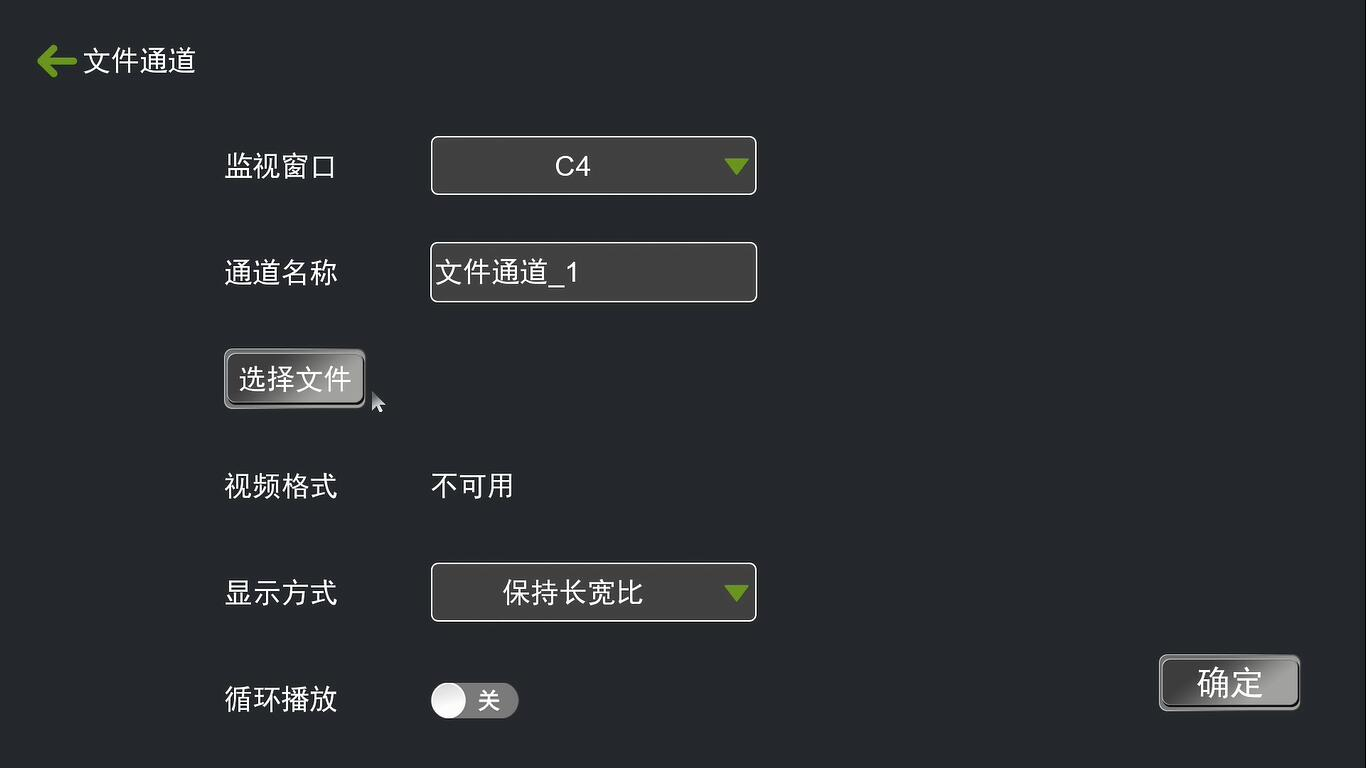 文件通道
监视窗口 C4
通道名称 文件通道_1
选择文件
视频格式 不可用
显示方式 保持长宽比
循环播放 关
确定